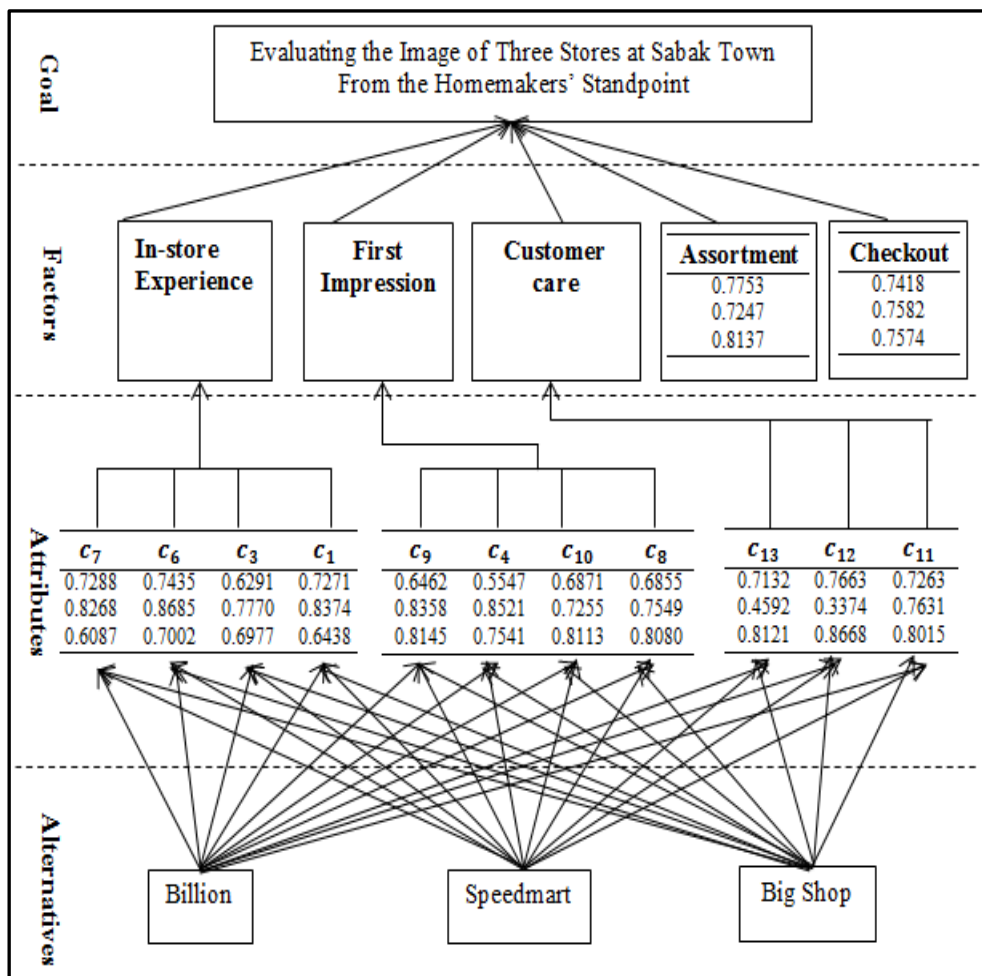 Goal
Evaluating the Image of Three Stores at Sabak Town
From the Homemakers’ Standpoint
Factors
In-store
Experience
First
Impression
Customer
care
Assortment
0.7753
0.7247
0.8137
Checkout
0.7418
0.7582
0.7574
Attributes
c₇ c₆ c₃ c₁
0.7288 0.7435 0.6291 0.7271
0.8268 0.8685 0.7770 0.8374
0.6087 0.7002 0.6977 0.6438
c₉ c₄ c₁₀ c₈
0.6462 0.5547 0.6871 0.6855
0.8358 0.8521 0.7255 0.7549
0.8145 0.7541 0.8113 0.8080
c₁₃ c₁₂ c₁₁
0.7132 0.7663 0.7263
0.4592 0.3374 0.7631
0.8121 0.8668 0.8015
Alternatives
Billion
Speedmart
Big Shop